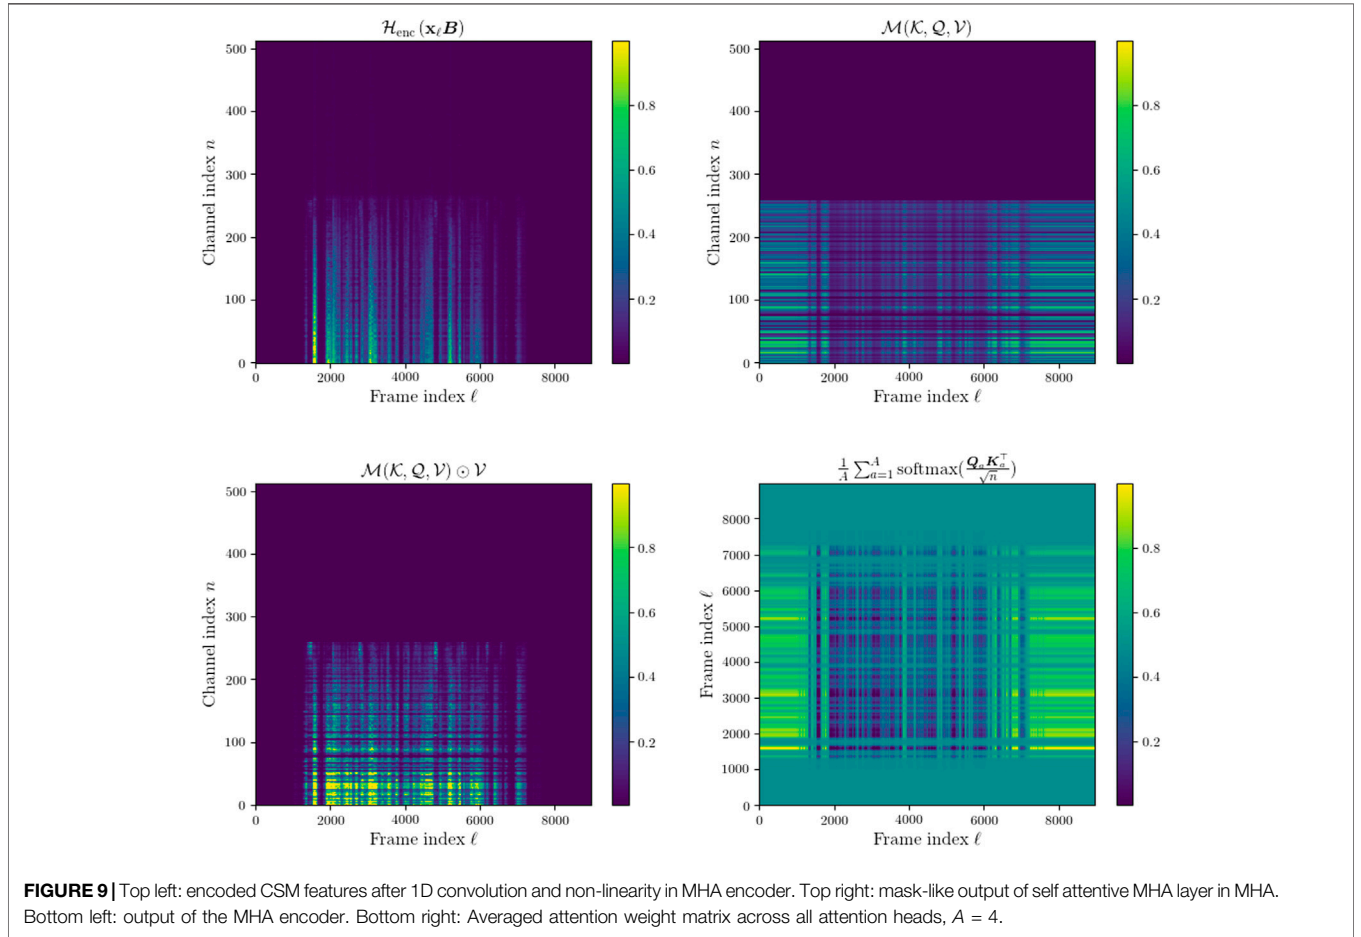 ℋenc (xℓB)
500
400
300
200
100
0
Channel index n
0 2000 4000 6000 8000
Frame index ℓ
0.8
0.6
0.4
0.2
ℳ(𝒦, 𝒬, 𝒱)
500
400
300
200
100
0
Channel index n
0 2000 4000 6000 8000
Frame index ℓ
0.8
0.6
0.4
0.2
ℳ(𝒦, 𝒬, 𝒱) ⊙ 𝒱
500
400
300
200
100
0
Channel index n
0 2000 4000 6000 8000
Frame index ℓ
0.8
0.6
0.4
0.2
1/A ∑ᴬₐ₌₁ softmax(QₐKₐ⊤/√n)
8000
7000
6000
5000
4000
3000
2000
1000
0
Frame index ℓ
0 2000 4000 6000 8000
Frame index ℓ
0.8
0.6
0.4
0.2
FIGURE 9 | Top left: encoded CSM features after 1D convolution and non-linearity in MHA encoder. Top right: mask-like output of self attentive MHA layer in MHA.
Bottom left: output of the MHA encoder. Bottom right: Averaged attention weight matrix across all attention heads, A = 4.